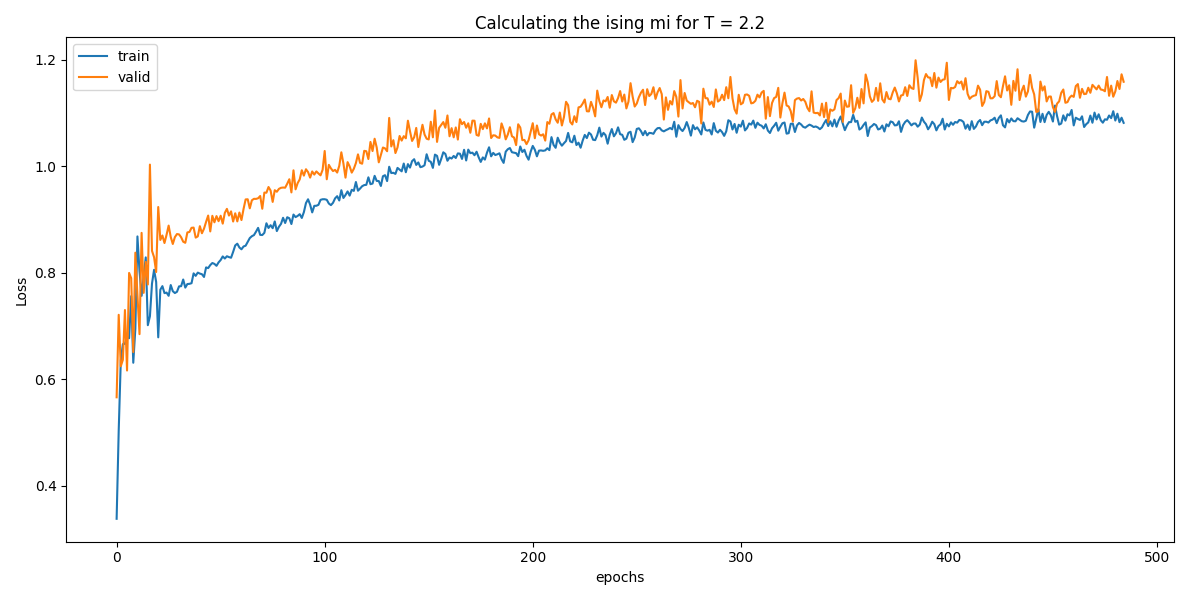 Calculating the ising mi for T = 2.2
train
valid
Loss
1.2
1.0
0.8
0.6
0.4
0
100
200
300
400
500
epochs